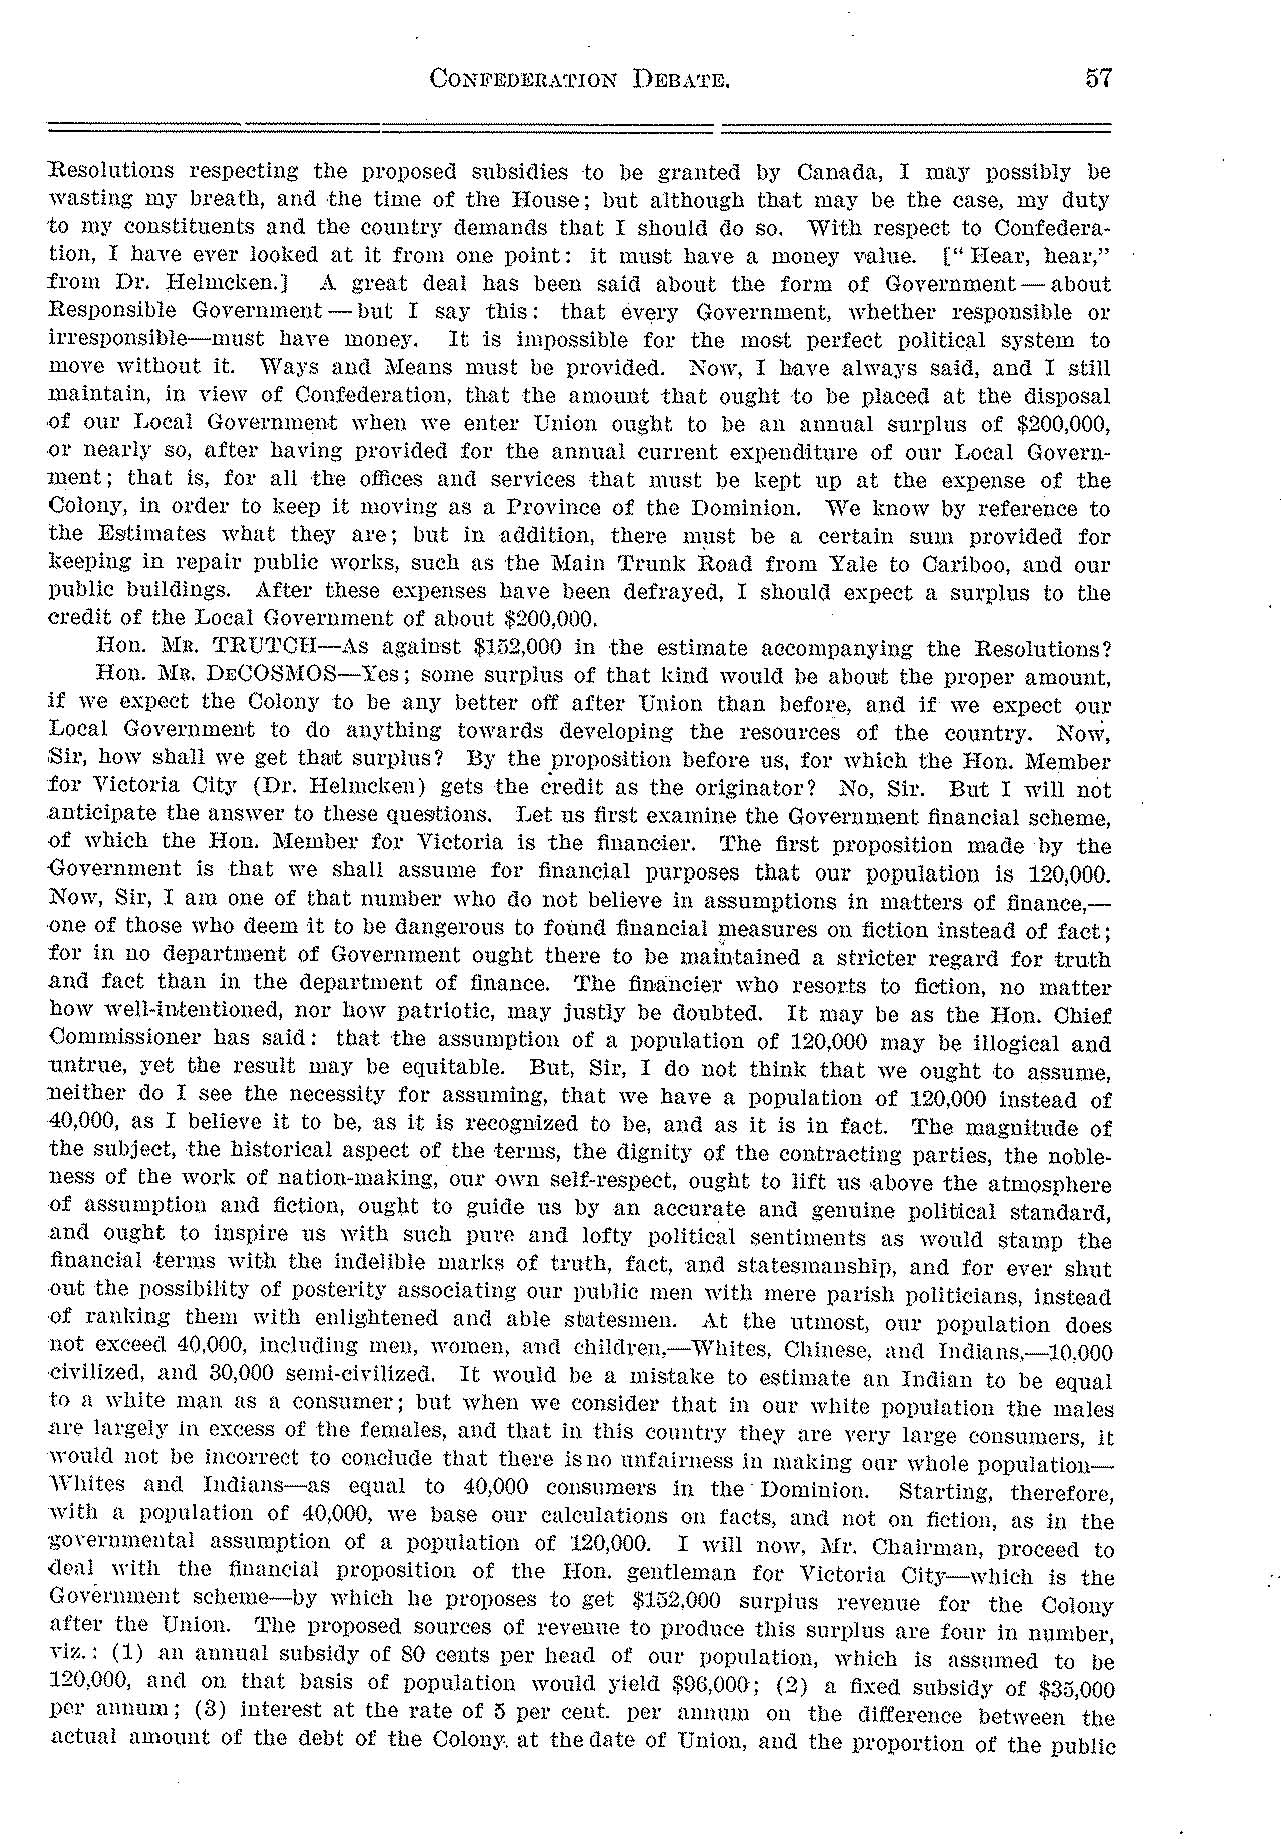 CONFEDERATION DEBATE. 57
Resolutions respecting the proposed subsidies to be granted by Canada, I may possibly be
wasting my breath, and the time of the House; but although that may be the case, my duty
to my constituents and the country demands that I should do so. With respect to Confedera-
tion, I have ever looked at it from one point: it must have a money value. ["Hear, hear,"
from Dr. Helmcken.] A great deal has been said about the form of Government—about
Responsible Government—but I say this: that every Government, whether responsible or
irresponsible—must have money. It is impossible for the most perfect political system to
move without it. Ways and Means must be provided. Now, I have always said, and I still
maintain, in view of Confederation, that the amount that ought to be placed at the disposal
of our Local Government when we enter Union ought to be an annual surplus of $200,000,
or nearly so, after having provided for the annual current expenditure of our Local Govern-
ment; that is, for all the offices and services that must be kept up at the expense of the
Colony, in order to keep it moving as a Province of the Dominion. We know by reference to
the Estimates what they are; but in addition, there must be a certain sum provided for
keeping in repair public works, such as the Main Trunk Road from Yale to Cariboo, and our
public buildings. After these expenses have been defrayed, I should expect a surplus to the
credit of the Local Government of about $200,000.
Hon. MR. TRUTCH—As against $152,000 in the estimate accompanying the Resolutions?
Hon. MR. DECOSMOS—Yes; some surplus of that kind would be about the proper amount,
if we expect the Colony to be any better off after Union than before, and if we expect our
Local Government to do anything towards developing the resources of the country. Now,
Sir, how shall we get that surplus? By the proposition before us, for which the Hon. Member
for Victoria City (Dr. Helmcken) gets the credit as the originator? No, Sir. But I will not
anticipate the answer to these questions. Let us first examine the Government financial scheme,
of which the Hon. Member for Victoria is the financier. The first proposition made by the
Government is that we shall assume for financial purposes that our population is 120,000.
Now, Sir, I am one of that number who do not believe in assumptions in matters of finance,—
one of those who deem it to be dangerous to found financial measures on fiction instead of fact;
for in no department of Government ought there to be maintained a stricter regard for truth
and fact than in the department of finance. The financier who resorts to fiction, no matter
how well-intentioned, nor how patriotic, may justly be doubted. It may be as the Hon. Chief
Commissioner has said: that the assumption of a population of 120,000 may be illogical and
untrue, yet the result may be equitable. But, Sir, I do not think that we ought to assume,
neither do I see the necessity for assuming, that we have a population of 120,000 instead of
40,000, as I believe it to be, as it is recognized to be, and as it is in fact. The magnitude of
the subject, the historical aspect of the terms, the dignity of the contracting parties, the noble-
ness of the work of nation-making, our own self-respect, ought to lift us above the atmosphere
of assumption and fiction, ought to guide us by an accurate and genuine political standard,
and ought to inspire us with such pure and lofty political sentiments as would stamp the
financial terms with the indelible marks of truth, fact, and statesmanship, and for ever shut
out the possibility of posterity associating our public men with mere parish politicians, instead
of ranking them with enlightened and able statesmen. At the utmost, our population does
not exceed 40,000, including men, women, and children,—Whites, Chinese, and Indians,—10,000
civilized, and 30,000 semi-civilized. It would be a mistake to estimate an Indian to be equal
to a white man as a consumer; but when we consider that in our white population the males
are largely in excess of the females, and that in this country they are very large consumers, it
would not be incorrect to conclude that there is no unfairness in making our whole population—
Whites and Indians—as equal to 40,000 consumers in the Dominion. Starting, therefore,
with a population of 40,000, we base our calculations on facts, and not on fiction, as in the
governmental assumption of a population of 120,000. I will now, Mr. Chairman, proceed to
deal with the financial proposition of the Hon. gentleman for Victoria City—which is the
Government scheme—by which he proposes to get $152,000 surplus revenue for the Colony
after the Union. The proposed sources of revenue to produce this surplus are four in number,
viz.: (1) an annual subsidy of 80 cents per head of our population, which is assumed to be
120,000, and on that basis of population would yield $96,000; (2) a fixed subsidy of $35,000
per annum; (3) interest at the rate of 5 per cent. per annum on the difference between the
actual amount of the debt of the Colony, at the date of Union, and the proportion of the public